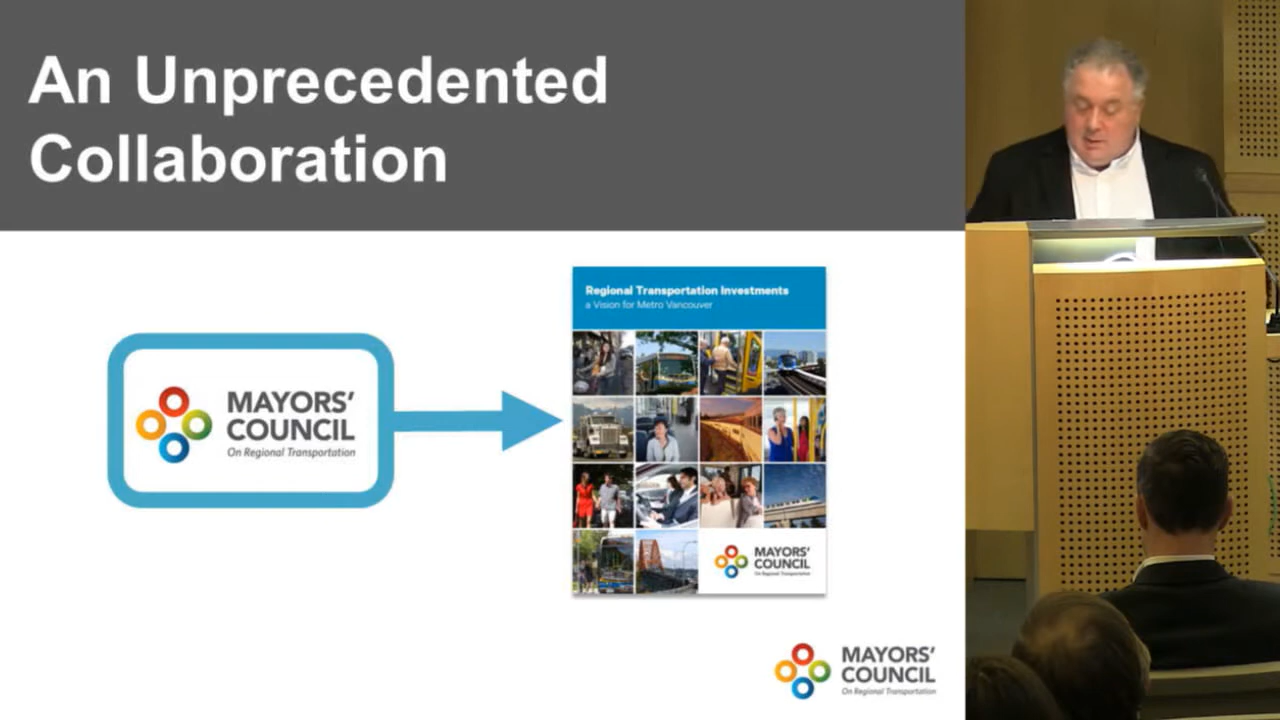 An Unprecedented
Collaboration
Regional Transportation Investments
a Vision for Metro Vancouver
MAYORS'
COUNCIL
On Regional Transportation
MAYORS'
COUNCIL
On Regional Transportation
MAYORS'
COUNCIL
On Regional Transportation